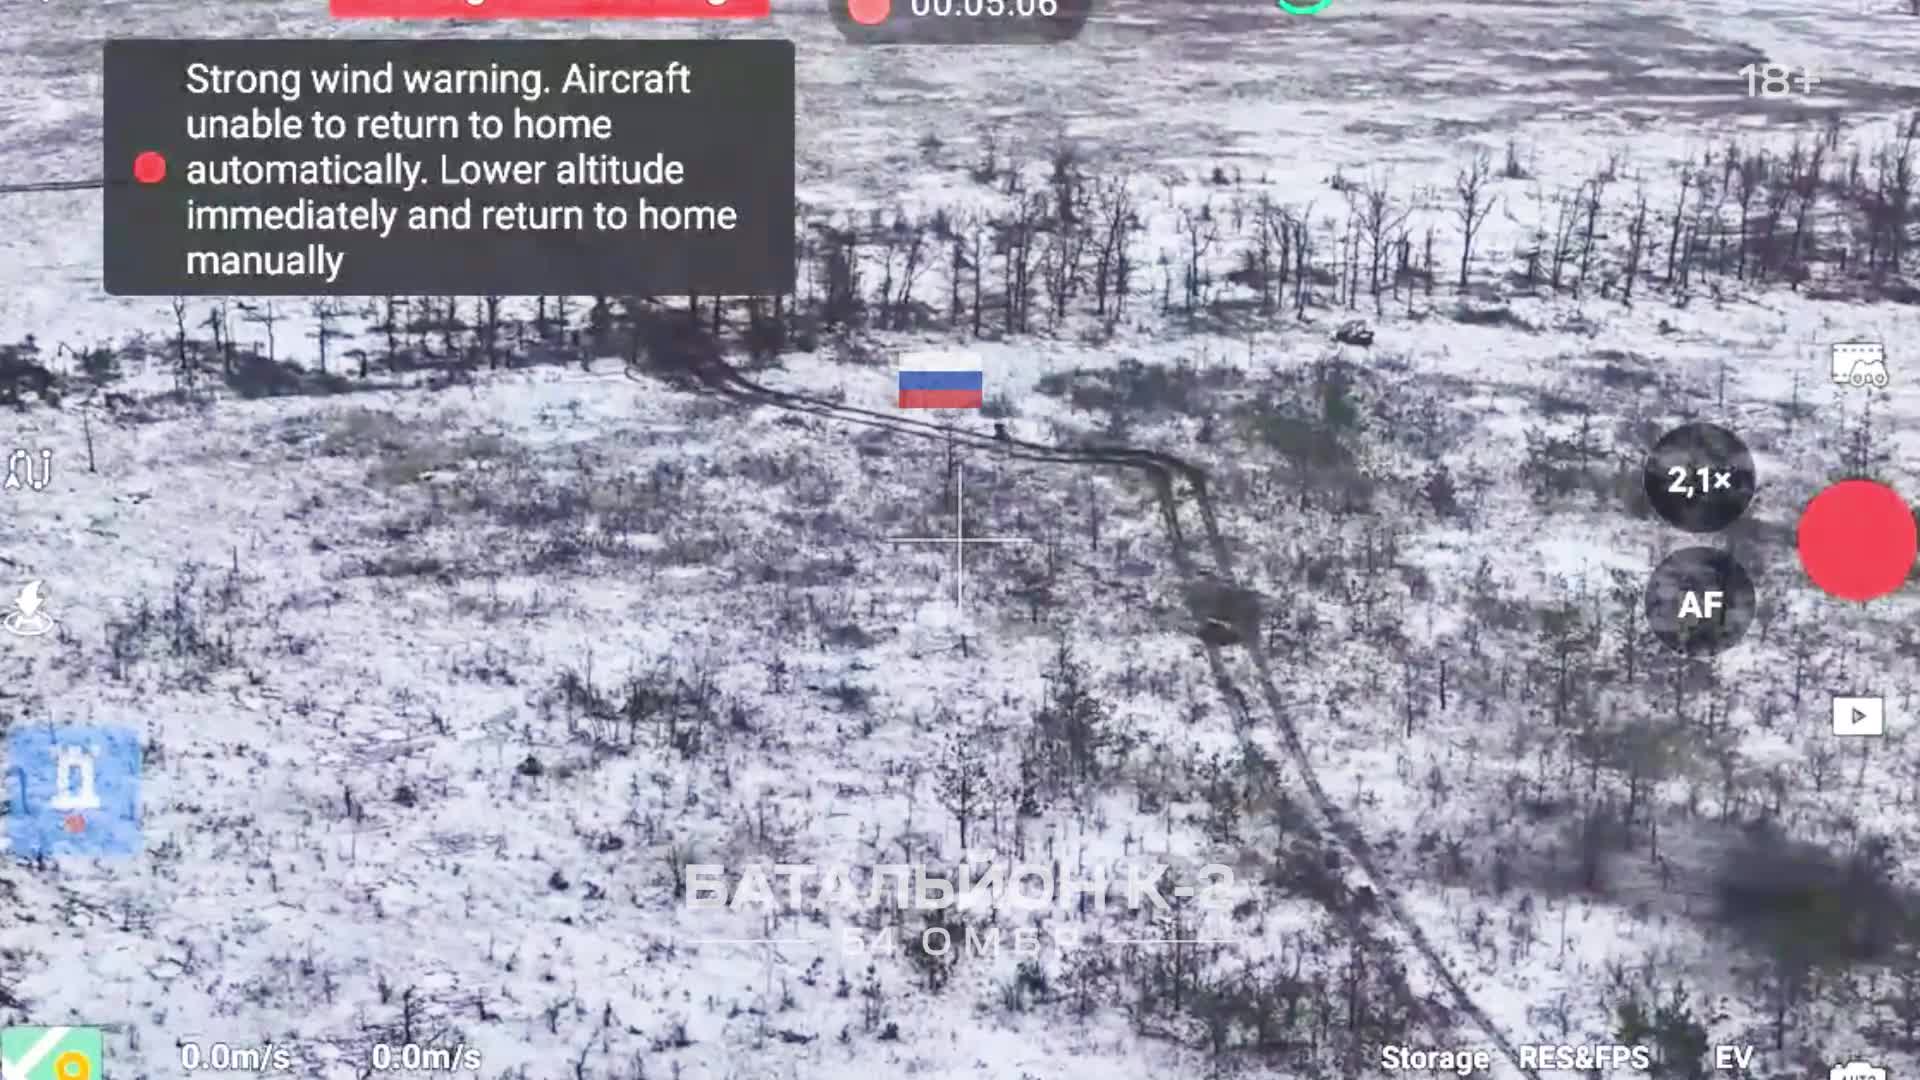 00:05:06
18+
Strong wind warning. Aircraft
unable to return to home
automatically. Lower altitude
immediately and return to home
manually
2,1×
AF
БАТАЛЬЙОН К-2
54 ОМБР
0.0m/s
0.0m/s
Storage
RES&FPS
EV